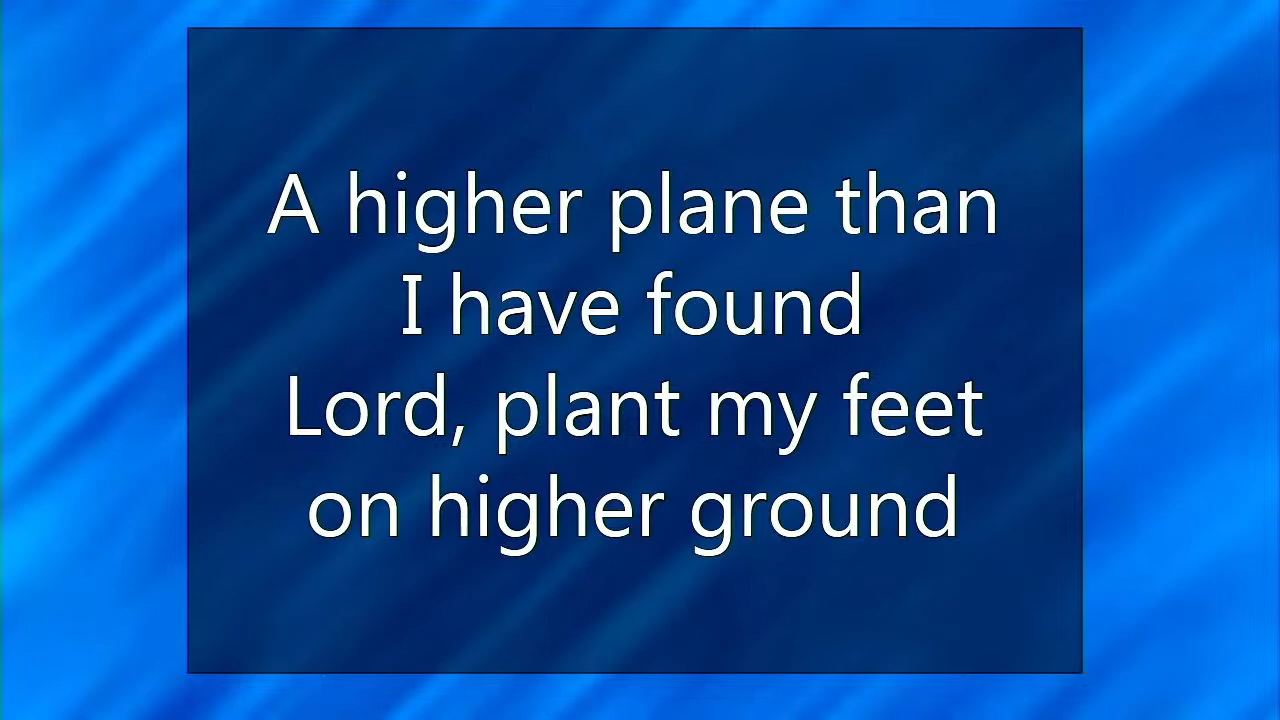 A higher plane than
I have found
Lord, plant my feet
on higher ground